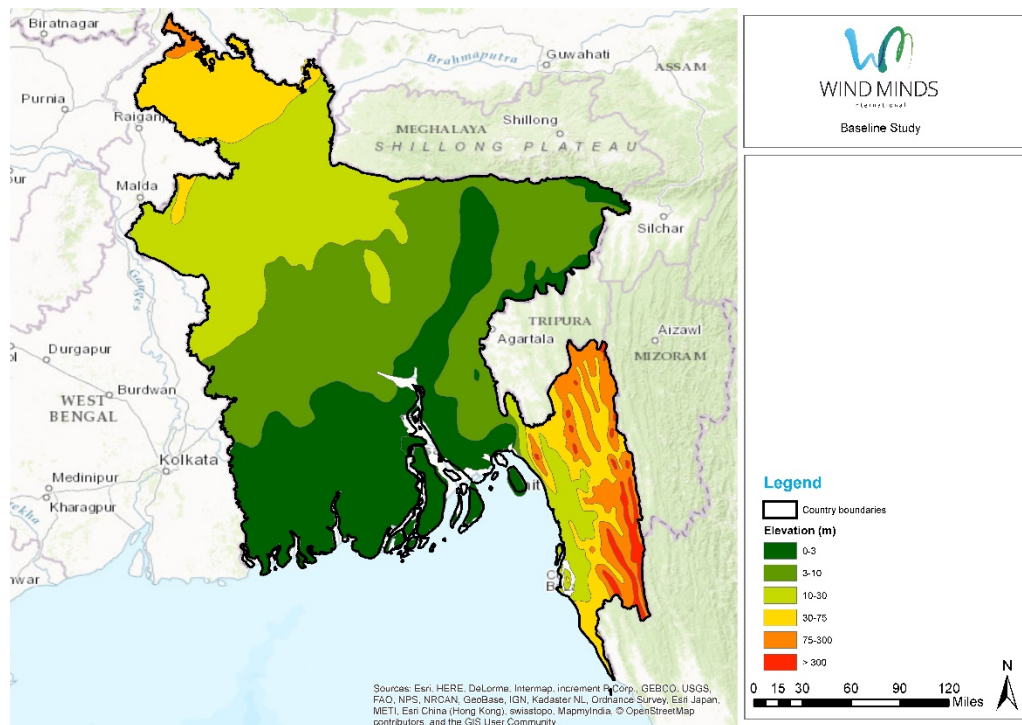 Biratnagar
Brahmaputra
Guwahati
ASSAM
Purnia
Raiganj
MEGHALAYA
Shillong
SHILLONG PLATEAU
Malda
Silchar
Ganges
TRIPURA
Agartala
Aizawl
MIZORAM
Durgapur
WEST
BENGAL
Burdwan
Kolkata
Medinipur
Kharagpur
Sources: Esri, HERE, DeLorme, Intermap, increment P Corp., GEBCO, USGS,
FAO, NPS, NRCAN, GeoBase, IGN, Kadaster NL, Ordnance Survey, Esri Japan,
METI, Esri China (Hong Kong), swisstopo, MapmyIndia, © OpenStreetMap
contributors, and the GIS User Community
WIND MINDS
International
Baseline Study
Legend
Country boundaries
Elevation (m)
0-3
3-10
10-30
30-75
75-300
> 300
N
0 15 30 60 90 120
Miles